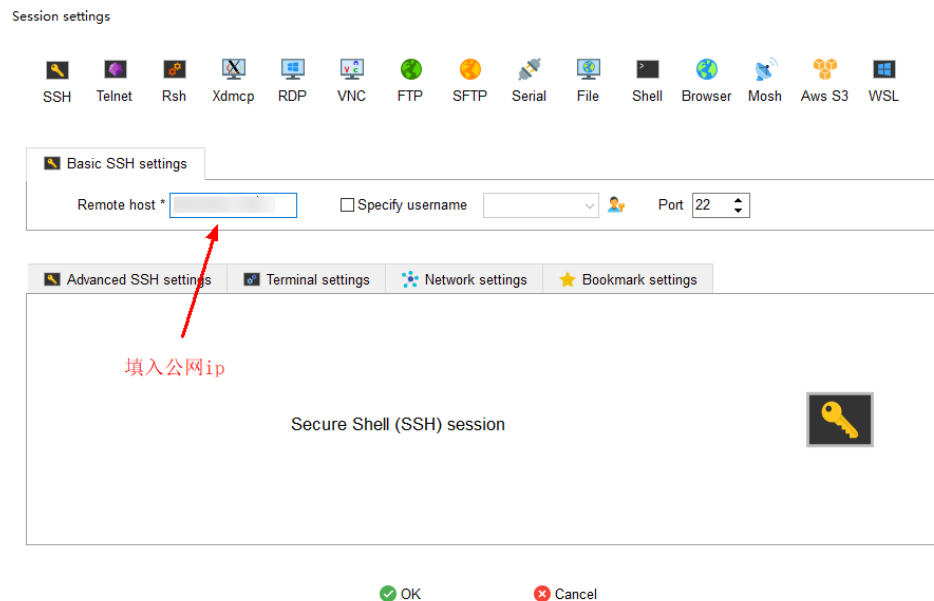 Session settings
SSH Telnet Rsh Xdmcp RDP VNC FTP SFTP Serial File Shell Browser Mosh Aws S3 WSL
Basic SSH settings
Remote host * Specify username Port 22
Advanced SSH settings Terminal settings Network settings Bookmark settings
填入公网ip
Secure Shell (SSH) session
OK Cancel